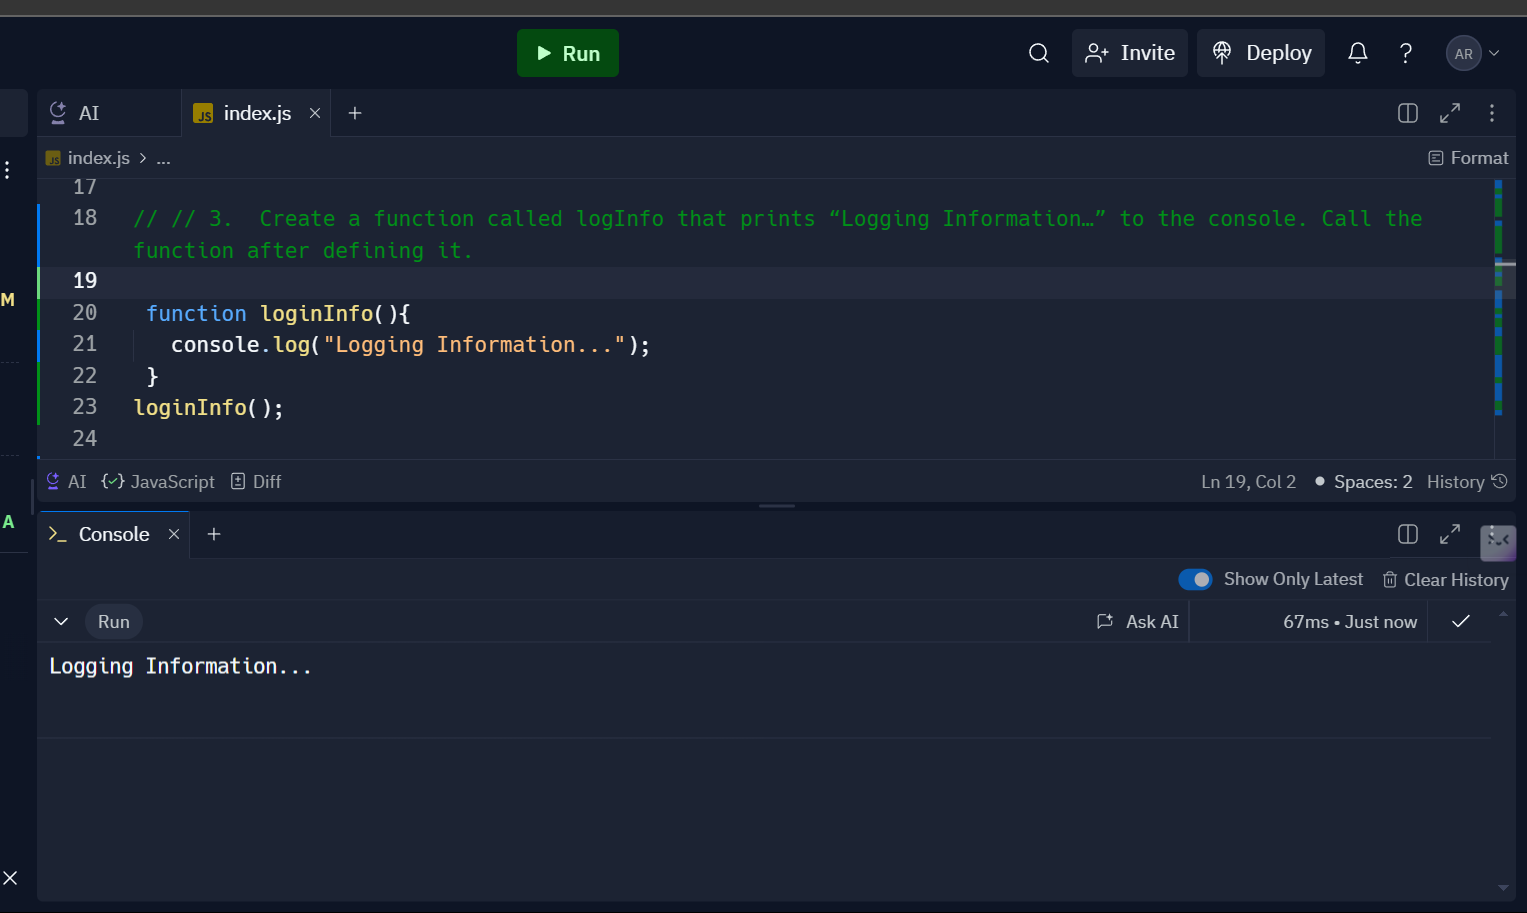 Run
Invite
Deploy
?
AR
AI
JS index.js
JS index.js > ...
Format
17
18 // // 3.  Create a function called logInfo that prints “Logging Information…” to the console. Call the
function after defining it.
19
20 function loginInfo(){
21 console.log("Logging Information...");
22 }
23 loginInfo();
24
M
A
AI {✓} JavaScript Diff
Ln 19, Col 2 • Spaces: 2 History
>_ Console
Show Only Latest Clear History
Run
Ask AI
67ms • Just now
Logging Information...